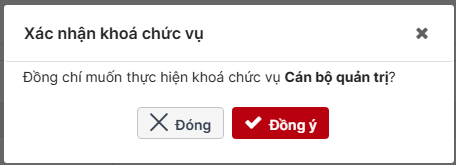 Xác nhận khoá chức vụ
Đồng chí muốn thực hiện khoá chức vụ Cán bộ quản trị?
Đóng
Đồng ý